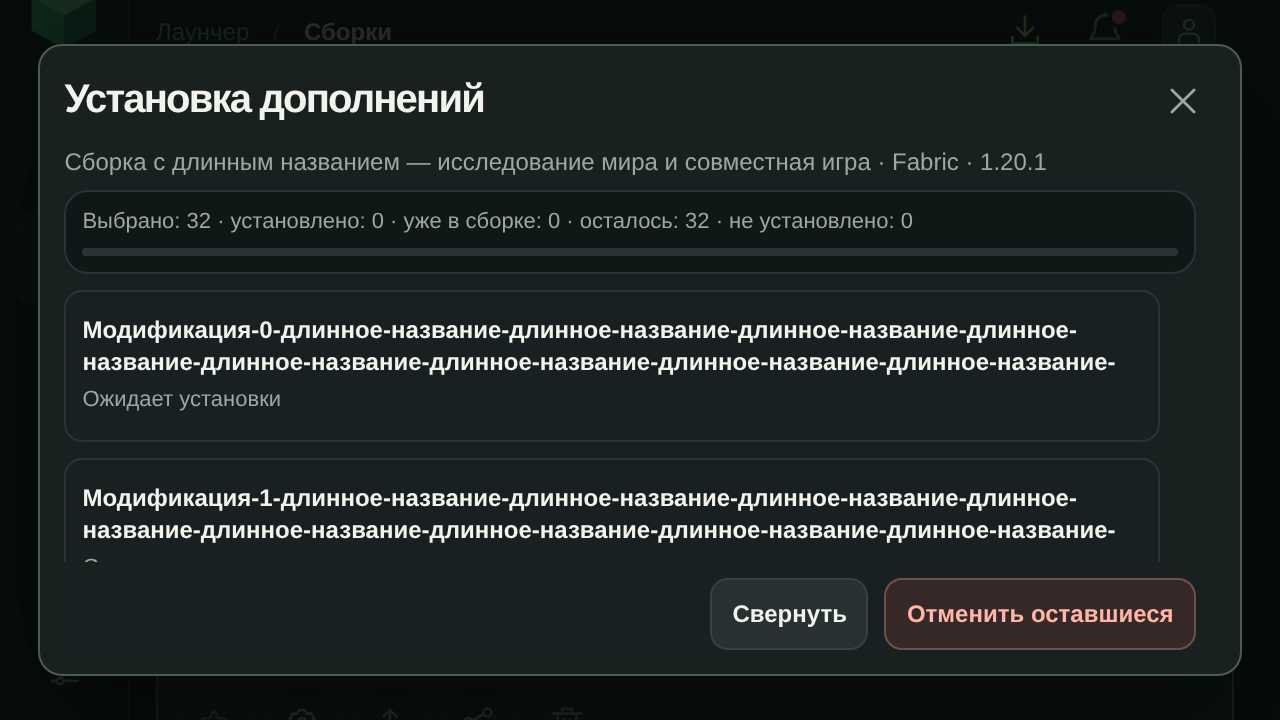 Лаунчер / Сборки
Установка дополнений
Сборка с длинным названием — исследование мира и совместная игра · Fabric · 1.20.1
Выбрано: 32 · установлено: 0 · уже в сборке: 0 · осталось: 32 · не установлено: 0
Модификация-0-длинное-название-длинное-название-длинное-название-длинное-
название-длинное-название-длинное-название-длинное-название-длинное-название-
Ожидает установки
Модификация-1-длинное-название-длинное-название-длинное-название-длинное-
название-длинное-название-длинное-название-длинное-название-длинное-название-
Свернуть
Отменить оставшиеся